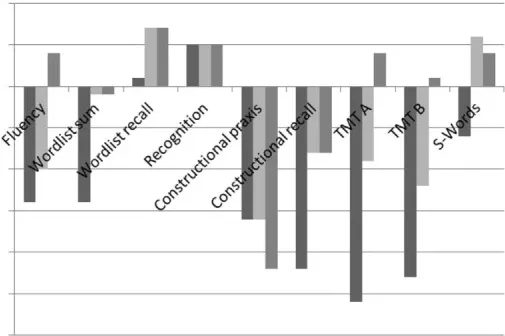 Fluency
Wordlist sum
Wordlist recall
Recognition
Constructional praxis
Constructional recall
TMT A
TMT B
S-Words